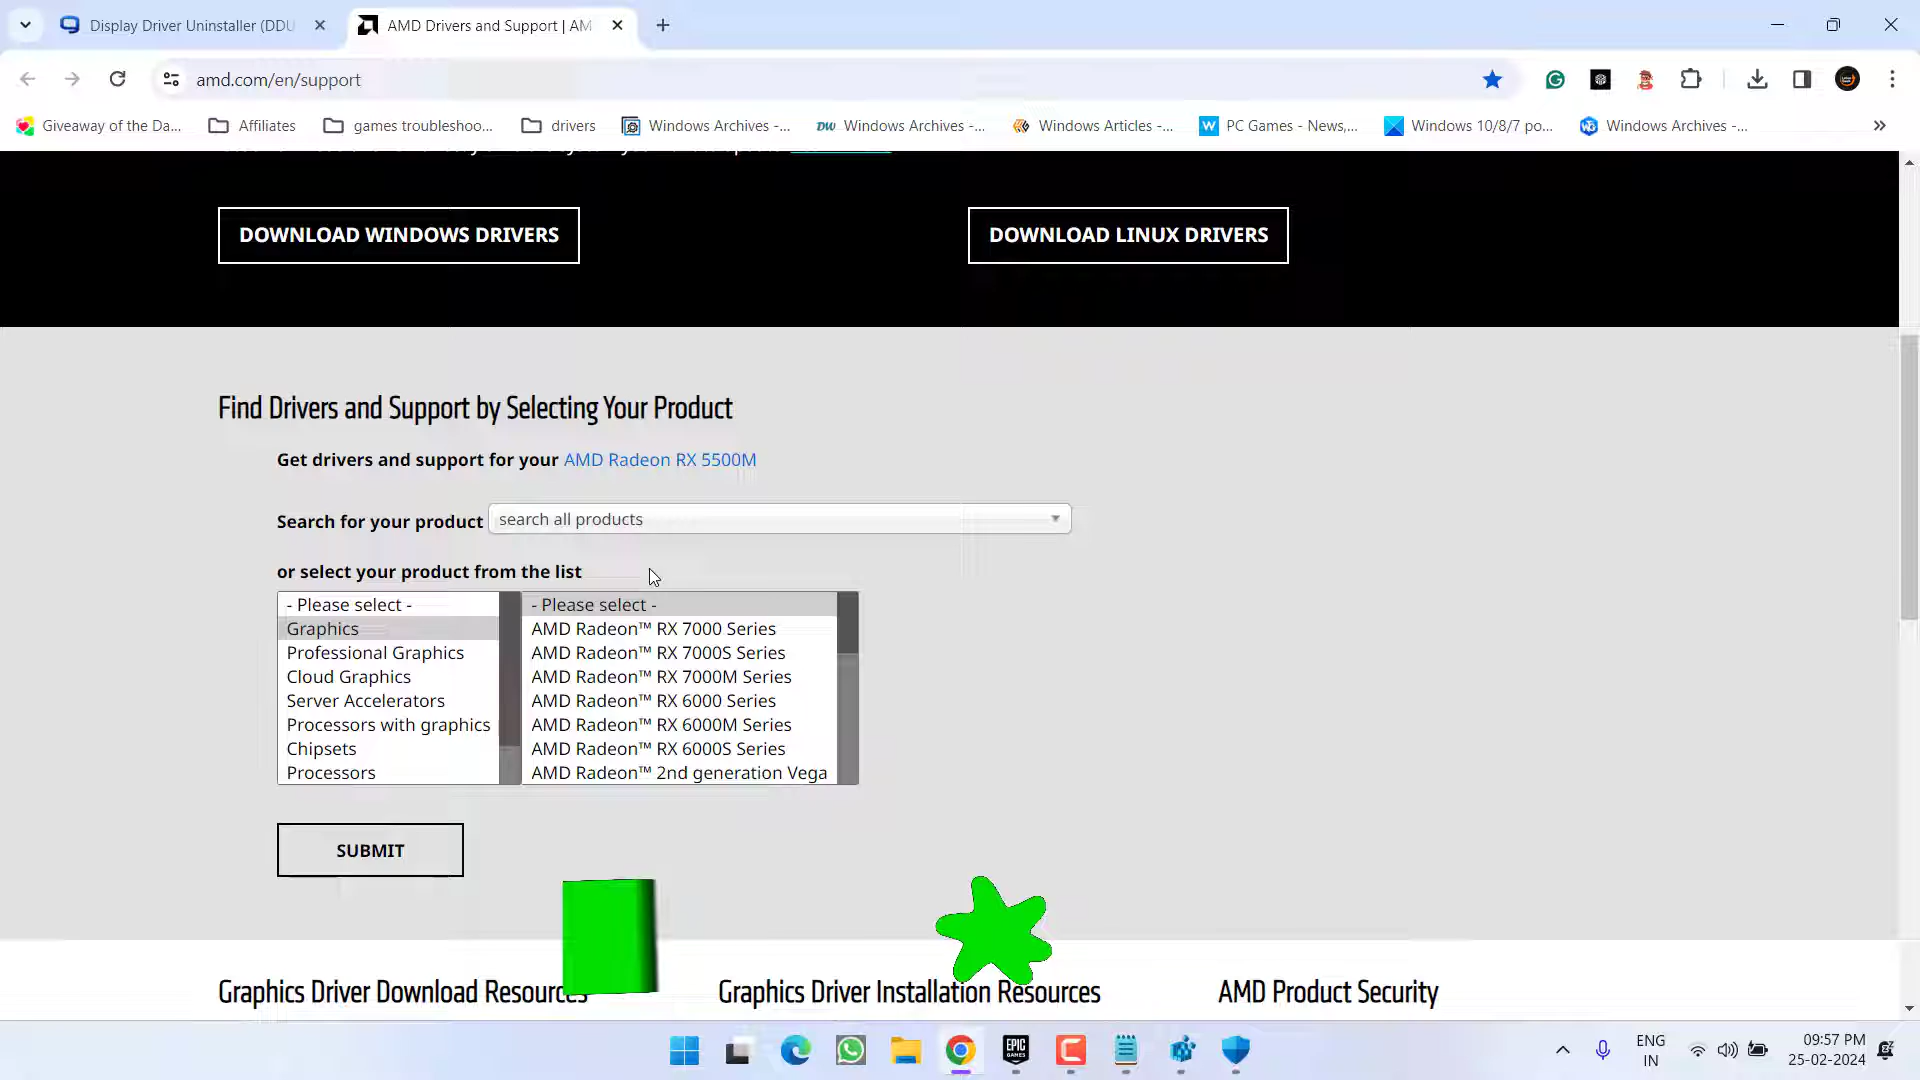 Display Driver Uninstaller (DDU
AMD Drivers and Support | AM
amd.com/en/support
Giveaway of the Da...
Affiliates
games troubleshoo...
drivers
Windows Archives -...
DW
Windows Archives -...
Windows Articles -...
W
PC Games - News,...
Windows 10/8/7 po...
Windows Archives -...
DOWNLOAD WINDOWS DRIVERS
DOWNLOAD LINUX DRIVERS
Find Drivers and Support by Selecting Your Product
Get drivers and support for your AMD Radeon RX 5500M
Search for your product
search all products
or select your product from the list
- Please select -
Graphics
Professional Graphics
Cloud Graphics
Server Accelerators
Processors with graphics
Chipsets
Processors
- Please select -
AMD Radeon™ RX 7000 Series
AMD Radeon™ RX 7000S Series
AMD Radeon™ RX 7000M Series
AMD Radeon™ RX 6000 Series
AMD Radeon™ RX 6000M Series
AMD Radeon™ RX 6000S Series
AMD Radeon™ 2nd generation Vega
SUBMIT
Graphics Driver Download Resources
Graphics Driver Installation Resources
AMD Product Security
EPIC
GAMES
ENG
IN
09:57 PM
25-02-2024